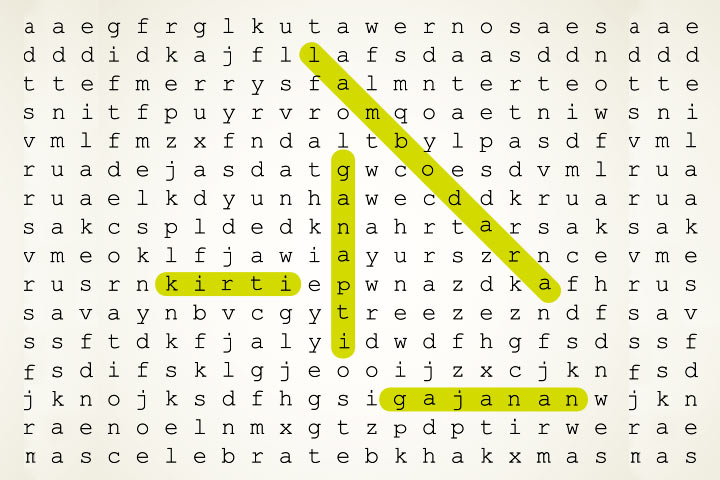 a a e g f r g l k u t a w e r n o s a e s a a e
d d d i d k a j f l l a f s d a a s d d n d d d
t t e f m e r r y s f a l m n t e r t e o t t e
s n i t f p u y r v r o m q o a e t n i w s n i
v m l f m z x f n d a l t b y l p a s d f v m l
r u a d e j a s d a t g w c o e s d v m l r u a
r u a e l k d y u n h a w e c d d k r u a r u a
s a k c s p l d e d k n a h r t a r s a k s a k
v m e o k l f j a w i a y u r s z r n c e v m e
r u s r n k i r t i e p w n a z d k a f h r u s
s a v a y n b v c g y t r e e z e z n d f s a v
s s f t d k f j a l y i d w d f h g f s d s s f
f s d i f s k l g j e o o i j z x c j k n f s d
j k n o j k s d f h g s i g a j a n a n w j k n
r a e n o e l n m x g t z p d p t i r w e r a e
m a s c e l e b r a t e b k h a k x m a s m a s